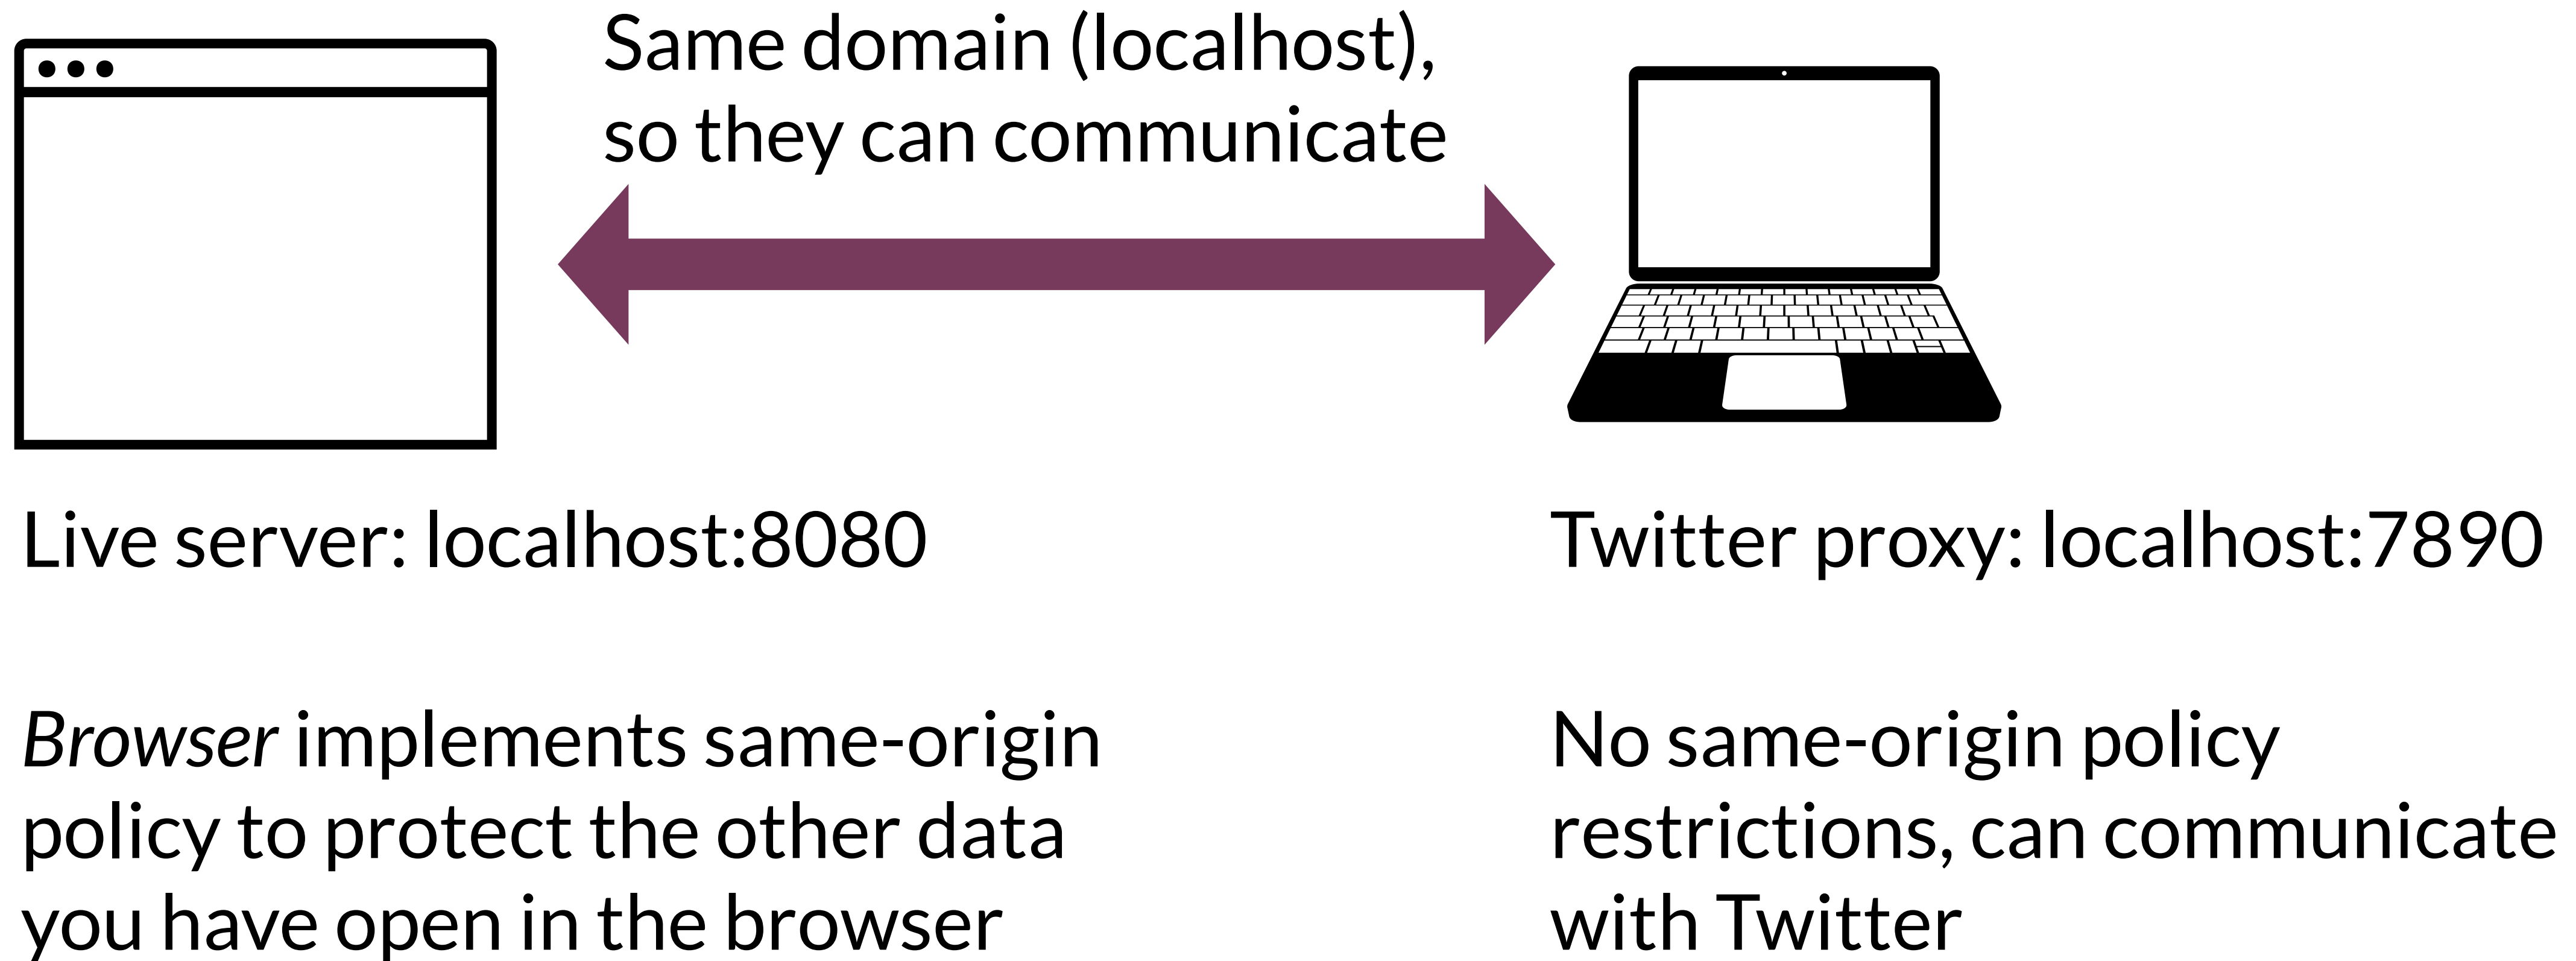 Same domain (localhost),
so they can communicate
Live server: localhost:8080
Twitter proxy: localhost:7890
Browser implements same-origin
policy to protect the other data
you have open in the browser
No same-origin policy
restrictions, can communicate
with Twitter